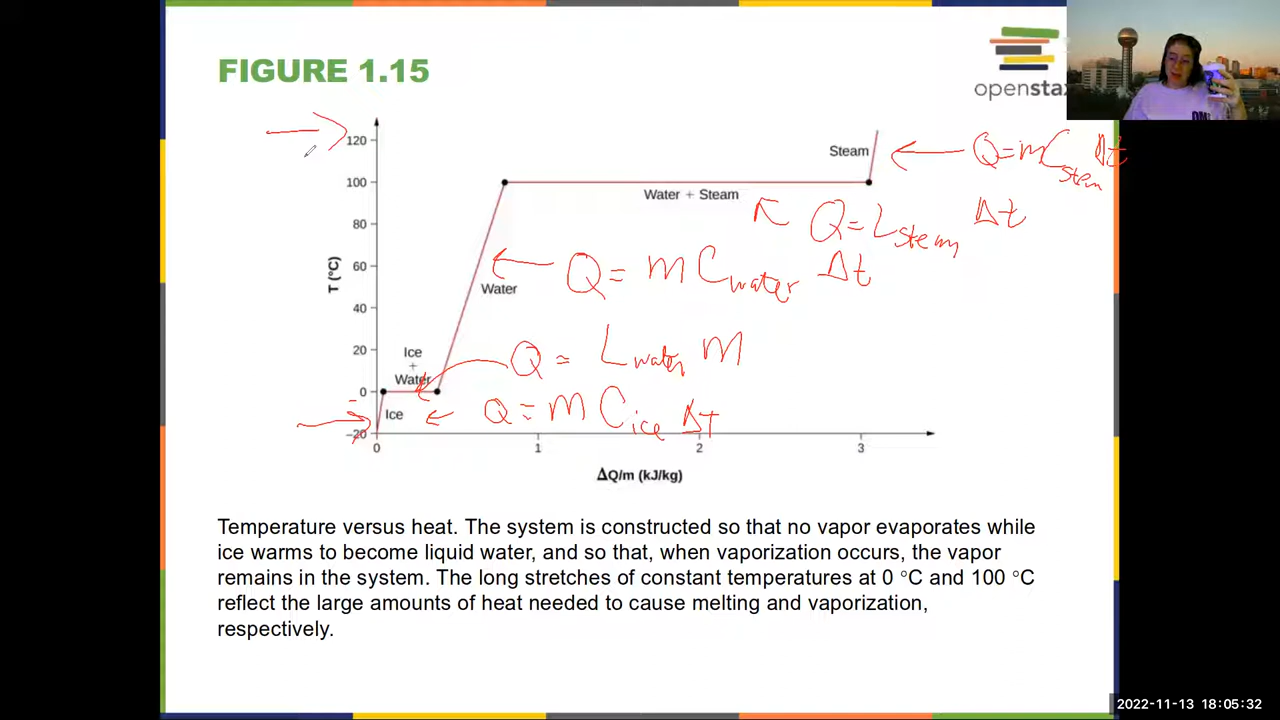 FIGURE 1.15
openstax
120
100
80
60
40
20
0
–20
T (°C)
Steam
Q = m C steam Δt
Water + Steam
Q = L steam Δt
Q = m C water Δt
Water
Ice
+
Water
Q = L water m
Ice
Q = m C ice ΔT
0 1 2 3
ΔQ/m (kJ/kg)
Temperature versus heat. The system is constructed so that no vapor evaporates while
ice warms to become liquid water, and so that, when vaporization occurs, the vapor
remains in the system. The long stretches of constant temperatures at 0 °C and 100 °C
reflect the large amounts of heat needed to cause melting and vaporization,
respectively.
2022-11-13 18:05:32